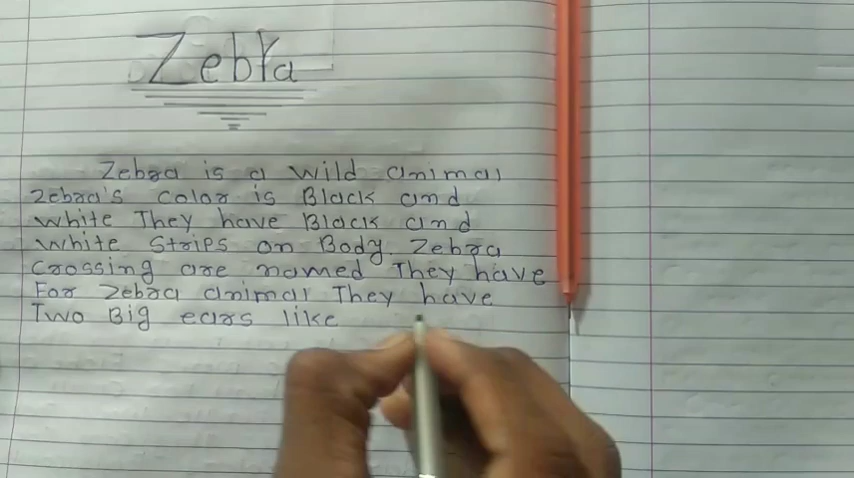 Zebra
Zebra is a wild animal
Zebra's color is Black and
white They have Black and
white Strips on Body. Zebra
Crossing are named They have
For Zebra animal They have
Two Big ears like